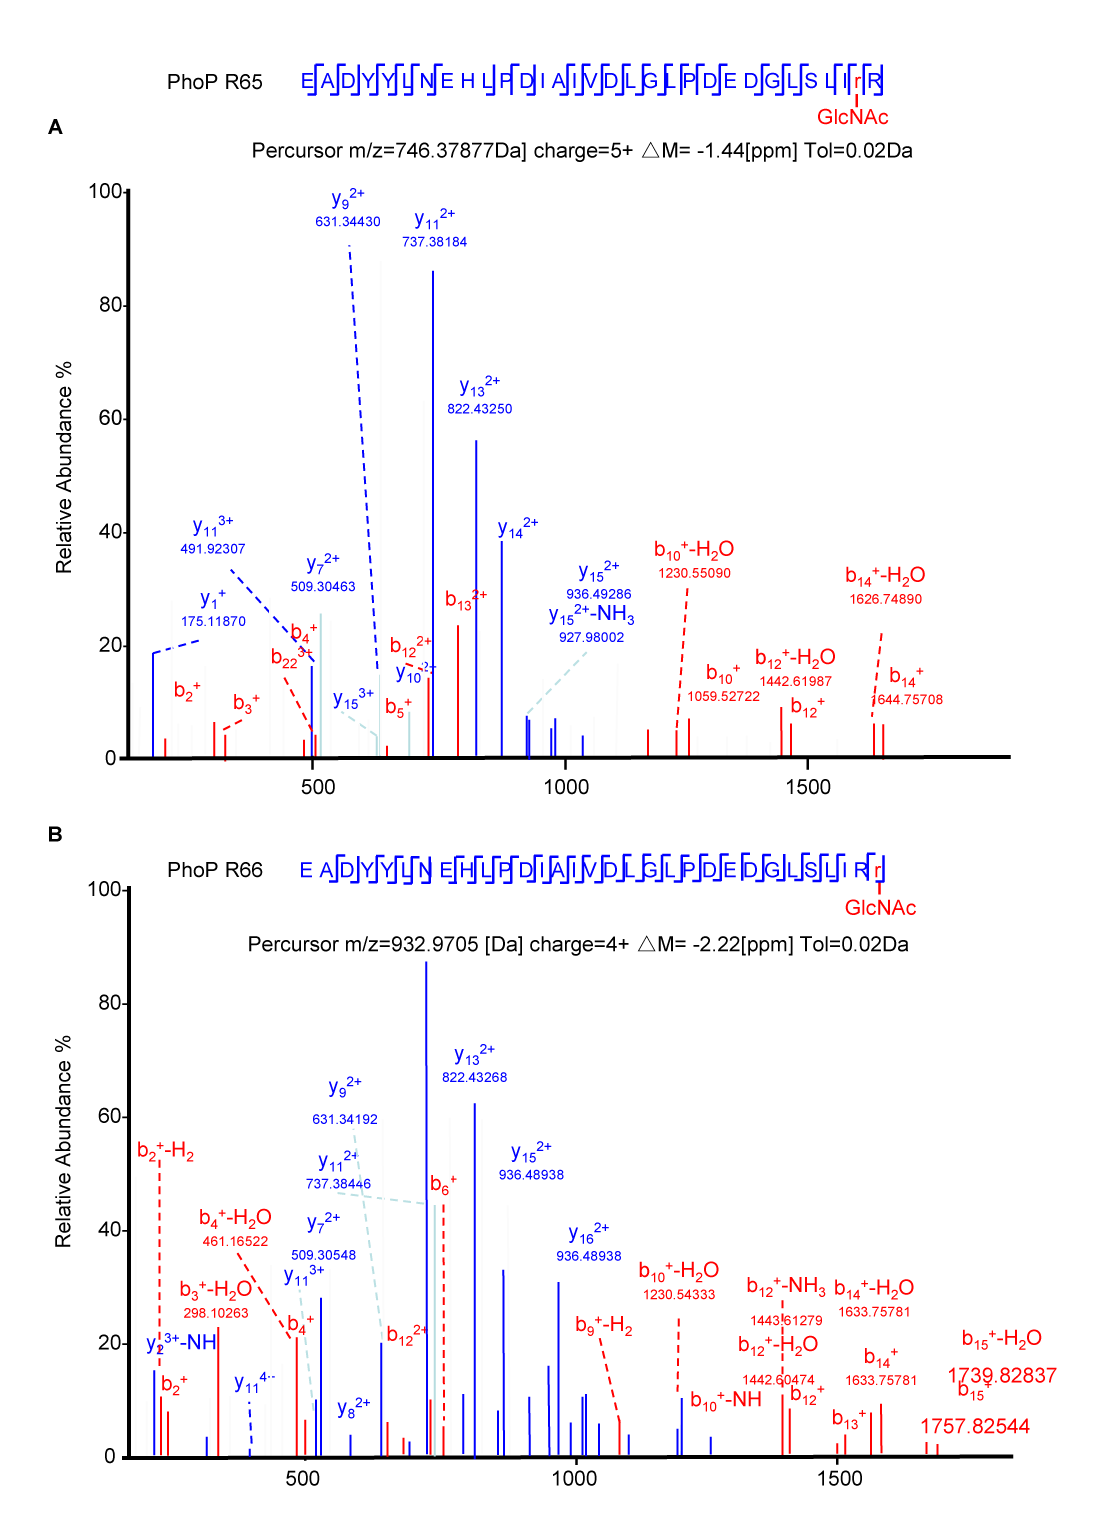 PhoP R65 EADYYLNEHLPDIAIVDLGLPDEDGLSLIrR
GlcNAc
A
Percursor m/z=746.37877Da] charge=5+ △M= -1.44[ppm] Tol=0.02Da
Relative Abundance %
100
80
60
40
20
0
500 1000 1500
y9 2+
631.34430
y11 2+
737.38184
y13 2+
822.43250
y11 3+
491.92307
y14 2+
y7 2+
509.30463
y1 +
175.11870
b4 +
b22 3+
b2 +
b3 +
y15 3+
b5 +
b12 2+
y10 2+
b13 2+
y15 2+
936.49286
y15 2+-NH3
927.98002
b10 +-H2O
1230.55090
b10 +
1059.52722
b12 +-H2O
1442.61987
b12 +
b14 +-H2O
1626.74890
b14 +
1644.75708
B
PhoP R66 EADYYLNEHLPDIAIVDLGLPDEDGLSLIRr
GlcNAc
Percursor m/z=932.9705 [Da] charge=4+ △M= -2.22[ppm] Tol=0.02Da
Relative Abundance %
100
80
60
40
20
0
500 1000 1500
b2 +-H2
y13 2+
822.43268
y9 2+
631.34192
y11 2+
737.38446
b6 +
y15 2+
936.48938
b4 +-H2O
461.16522
y7 2+
509.30548
y11 3+
y16 2+
936.48938
b3 +-H2O
298.10263
b4 +
y2 3+-NH
b2 +
y11 4--
y8 2+
b12 2+
b9 +-H2
b10 +-H2O
1230.54333
b10 +-NH
b12 +-NH3
1443.61279
b12 +-H2O
1442.60474
b12 +
b14 +-H2O
1633.75781
b14 +
1633.75781
b13 +
b15 +-H2O
1739.82837
b15 +
1757.82544